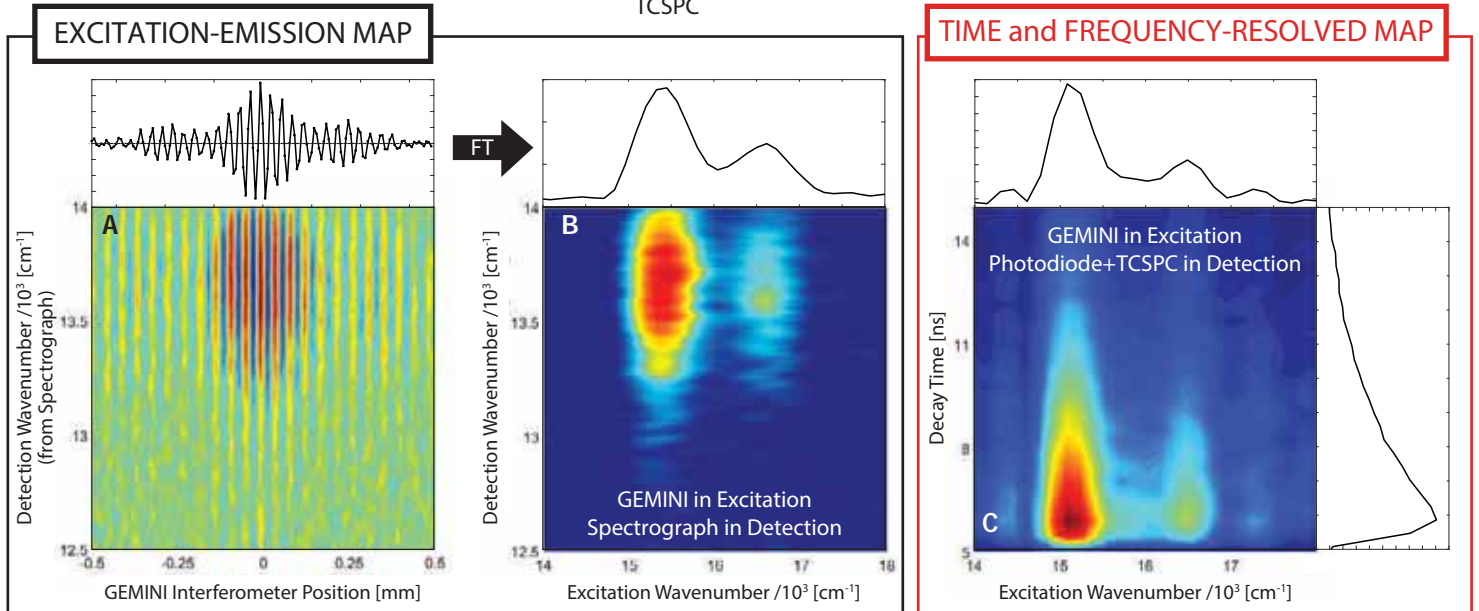 TCSPC
EXCITATION-EMISSION MAP
TIME and FREQUENCY-RESOLVED MAP
FT
Detection Wavenumber /10³ [cm⁻¹]
(from Spectrograph)
14
13.5
13
12.5
A
-0.5
-0.25
0
0.25
0.5
GEMINI Interferometer Position [mm]
Detection Wavenumber /10³ [cm⁻¹]
14
13.5
13
12.5
B
GEMINI in Excitation
Spectrograph in Detection
14
15
16
17
18
Excitation Wavenumber /10³ [cm⁻¹]
Decay Time [ns]
14
11
8
5
GEMINI in Excitation
Photodiode+TCSPC in Detection
C
14
15
16
17
Excitation Wavenumber /10³ [cm⁻¹]